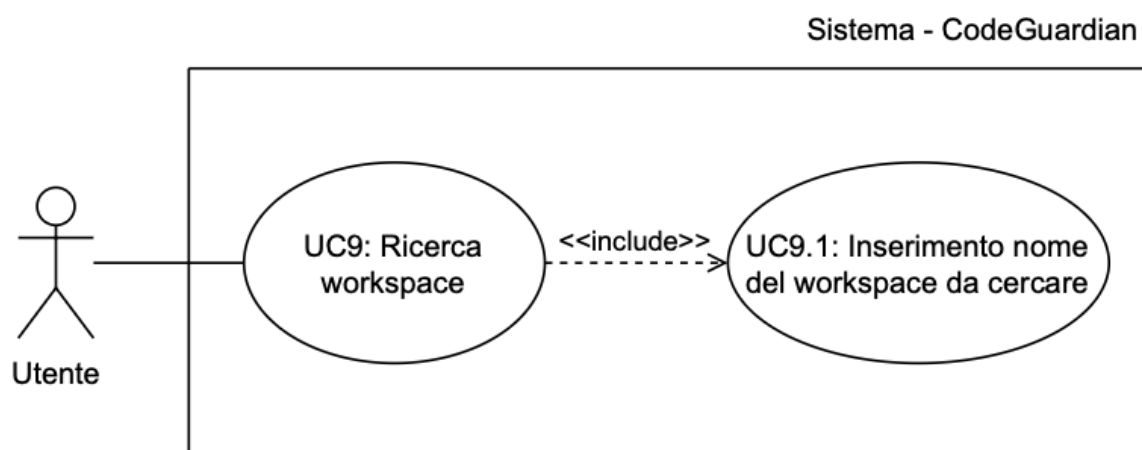 Sistema - CodeGuardian
UC9: Ricerca
workspace
<<include>>
UC9.1: Inserimento nome
del workspace da cercare
Utente